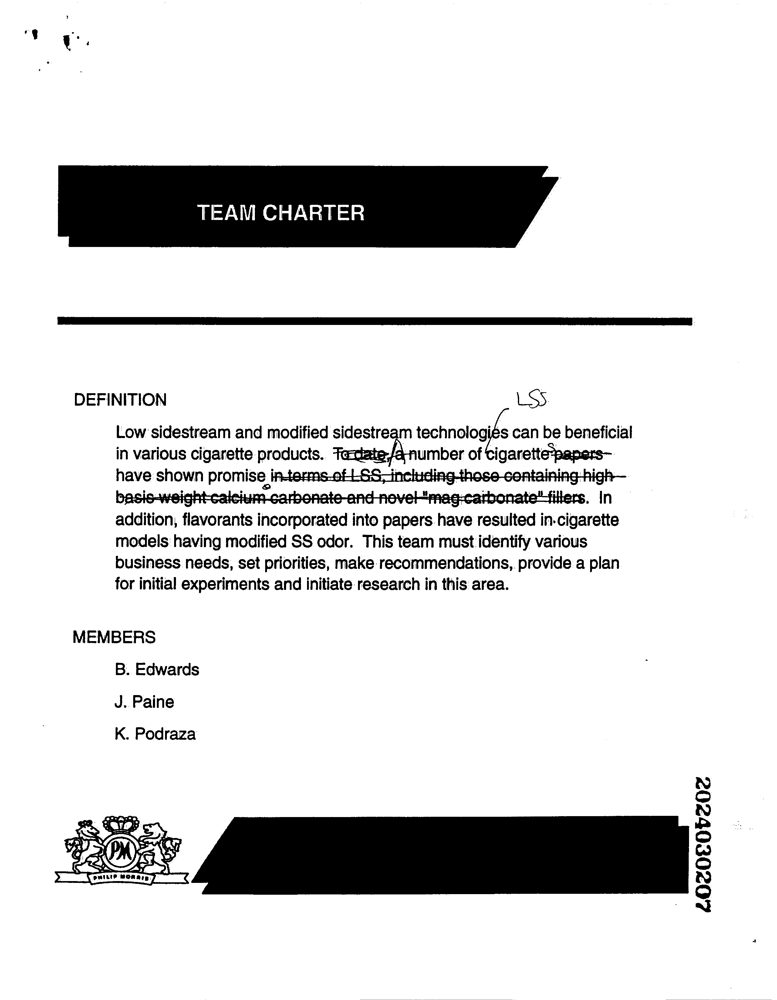 TEAM CHARTER
DEFINITION
LSS
Low sidestream and modified sidestream technologies can be beneficial
in various cigarette products. To date, a number of cigarettes papers
have shown promise in terms of LSS, including those containing high
basis weight calcium carbonate and novel "mag carbonate" fillers. In
addition, flavorants incorporated into papers have resulted in cigarette
models having modified SS odor. This team must identify various
business needs, set priorities, make recommendations, provide a plan
for initial experiments and initiate research in this area.
MEMBERS
B. Edwards
J. Paine
K. Podraza
PM
PHILIP MORRIS
2024030207